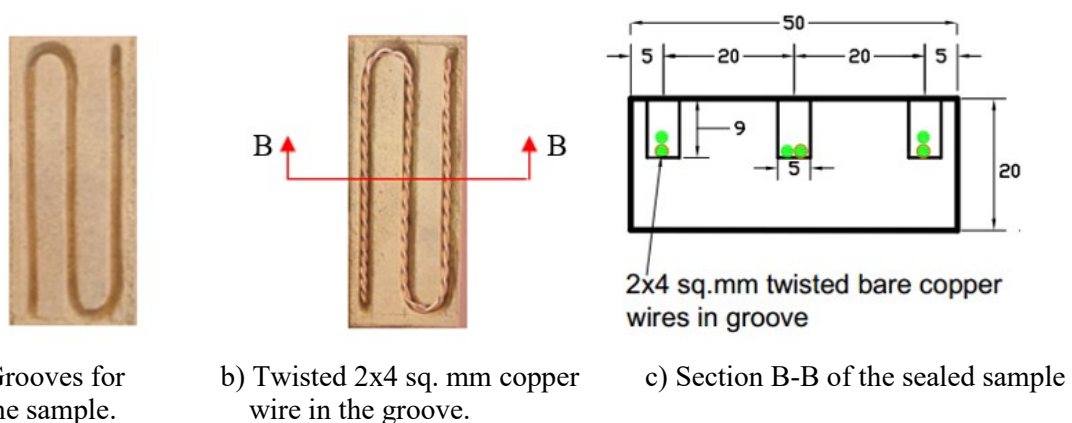 50
5 20 20 5
B B
9
5
20
2x4 sq.mm twisted bare copper
wires in groove
Grooves for
sample.
b) Twisted 2x4 sq. mm copper
wire in the groove.
c) Section B-B of the sealed sample